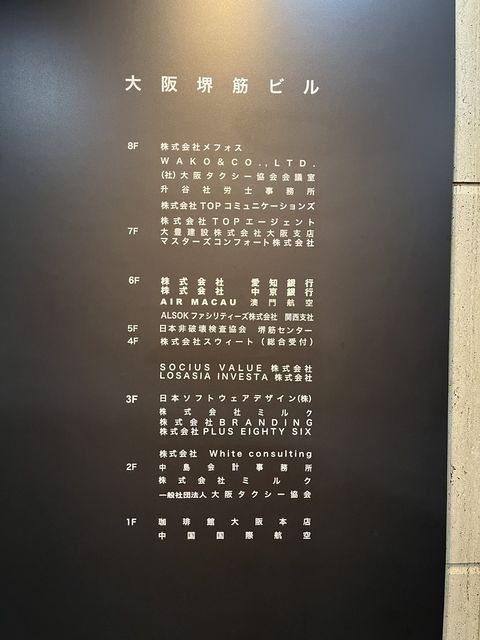 大阪堺筋ビル
8F 株式会社メフォス
WAKO&CO.,LTD.
(社)大阪タクシー協会会議室
升谷社労士事務所
株式会社TOPコミュニケーションズ
株式会社TOPエージェント
7F 大豊建設株式会社大阪支店
マスターズコンフォート株式会社
6F 株式会社 愛知銀行
株式会社 中京銀行
AIR MACAU 澳門航空
ALSOKファシリティーズ株式会社 関西支社
5F 日本非破壊検査協会 堺筋センター
4F 株式会社スウィート(総合受付)
SOCIUS VALUE 株式会社
LOSASIA INVESTA 株式会社
3F 日本ソフトウェアデザイン(株)
株式会社ミルク
株式会社BRANDING
株式会社PLUS EIGHTY SIX
株式会社 White consulting
2F 中島会計事務所
株式会社ミルク
一般社団法人大阪タクシー協会
1F 珈琲館大阪本店
中国国際航空